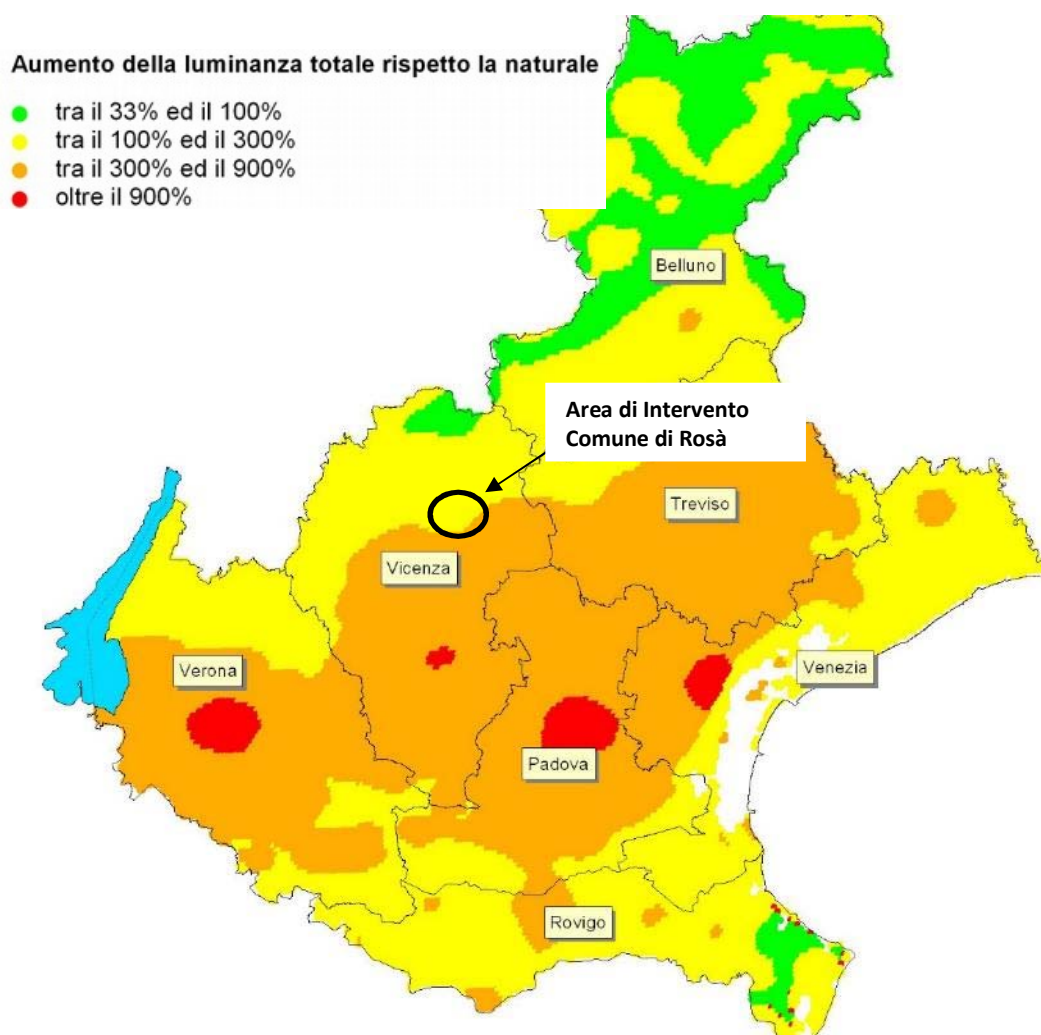 Aumento della luminanza totale rispetto la naturale
tra il 33% ed il 100%
tra il 100% ed il 300%
tra il 300% ed il 900%
oltre il 900%
Belluno
Area di Intervento
Comune di Rosà
Treviso
Vicenza
Venezia
Verona
Padova
Rovigo